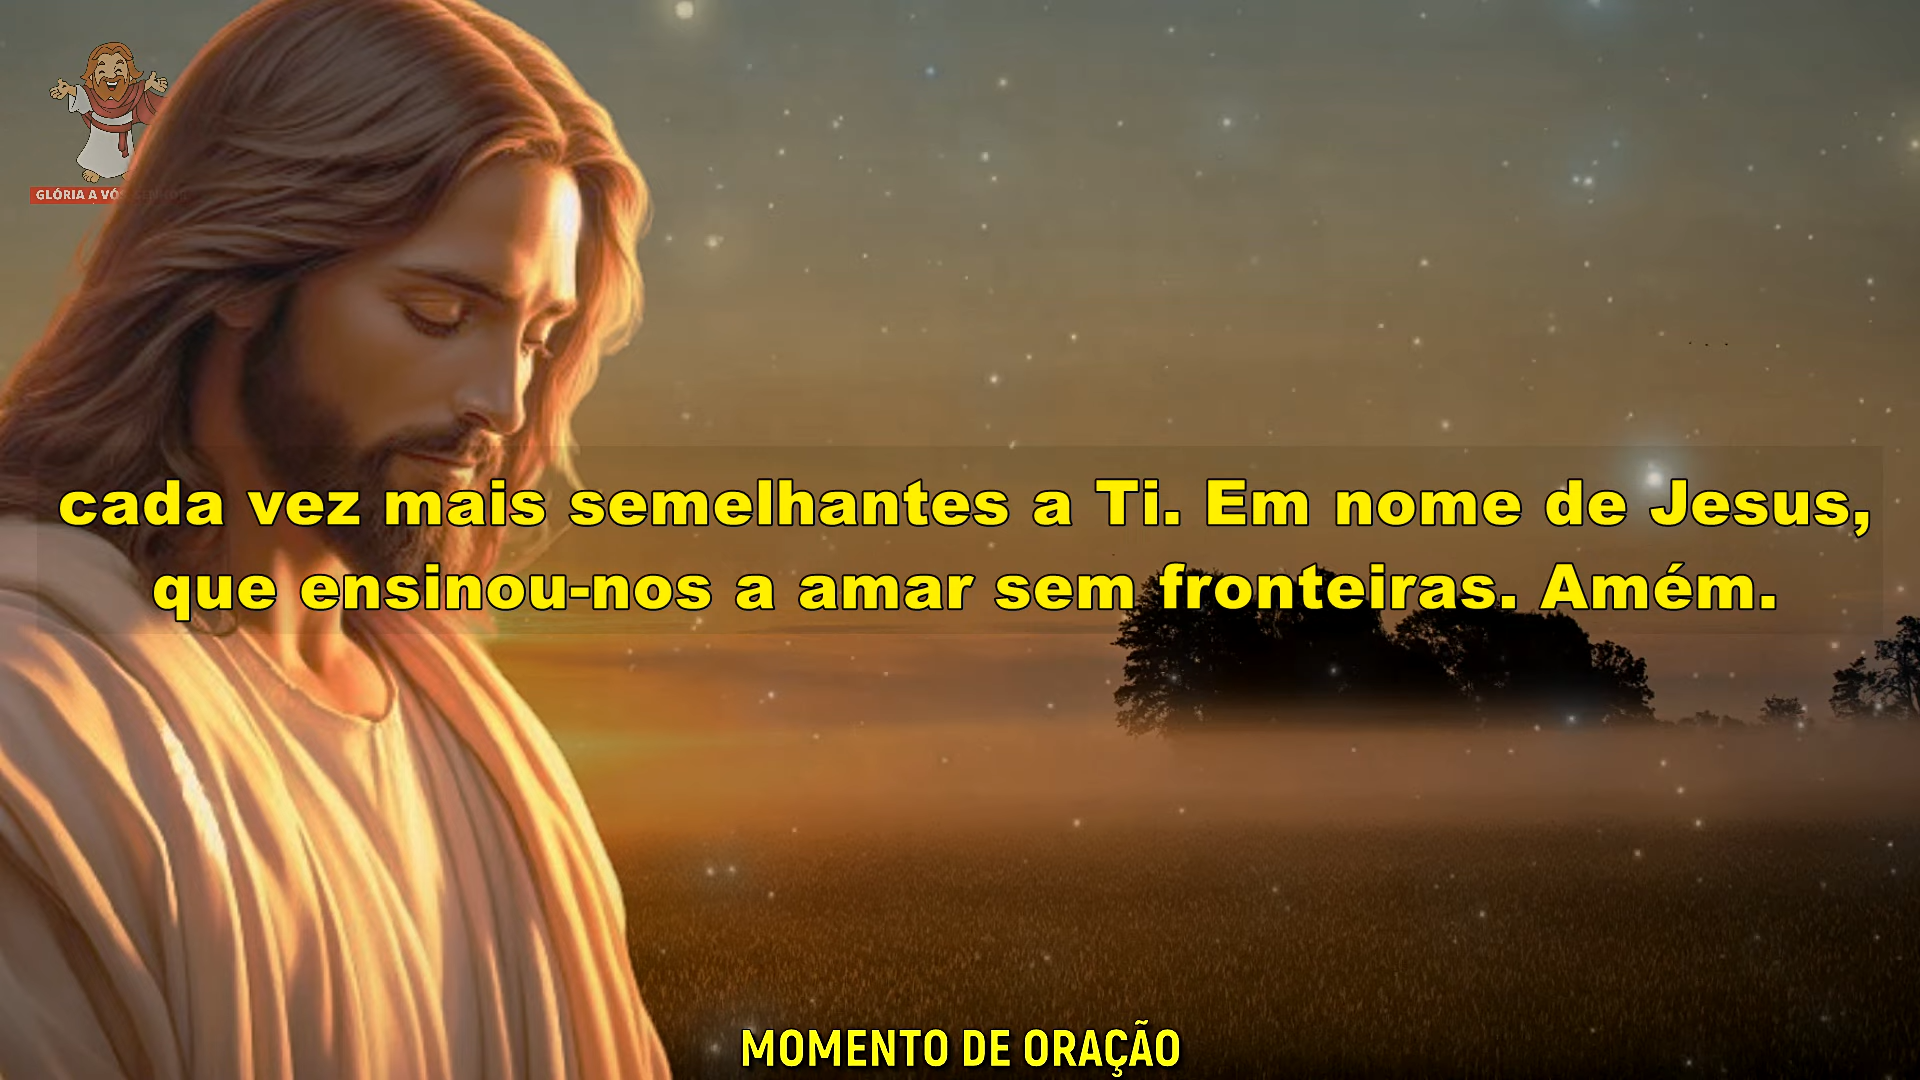 GLÓRIA A VÓS SENHOR
cada vez mais semelhantes a Ti. Em nome de Jesus,
que ensinou-nos a amar sem fronteiras. Amém.
MOMENTO DE ORAÇÃO